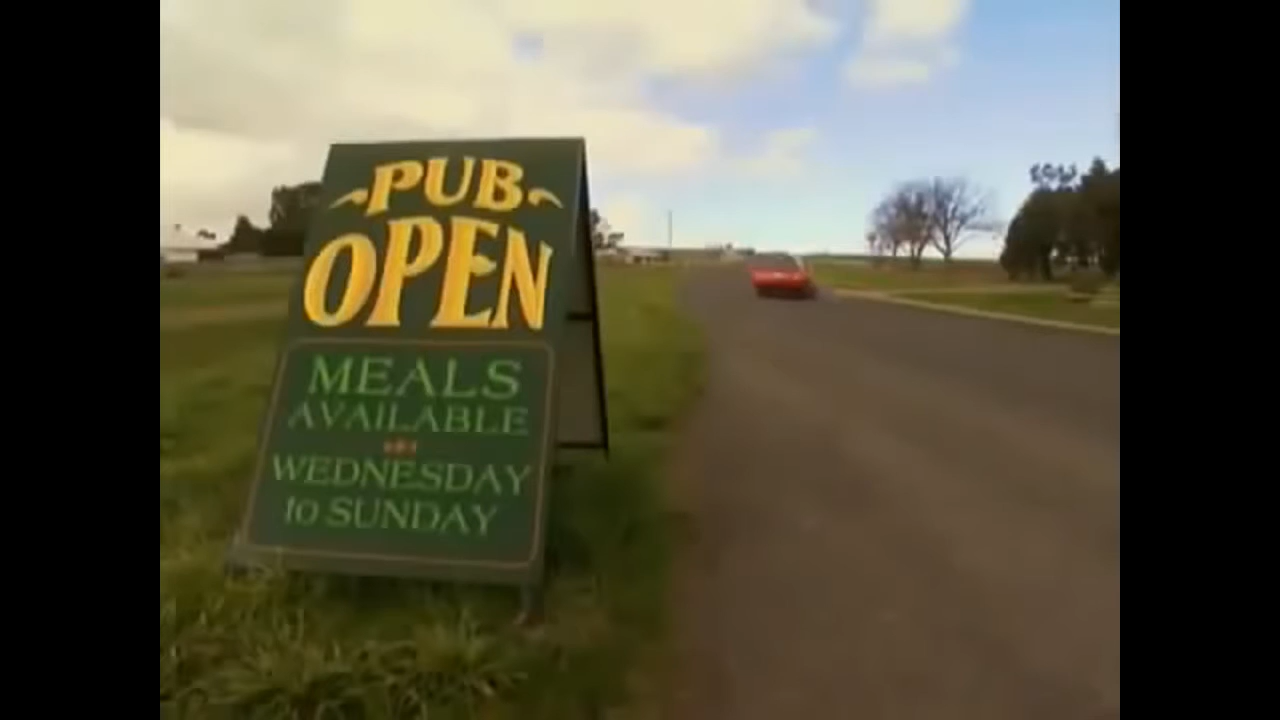 PUB
OPEN
MEALS
AVAILABLE
WEDNESDAY
to SUNDAY